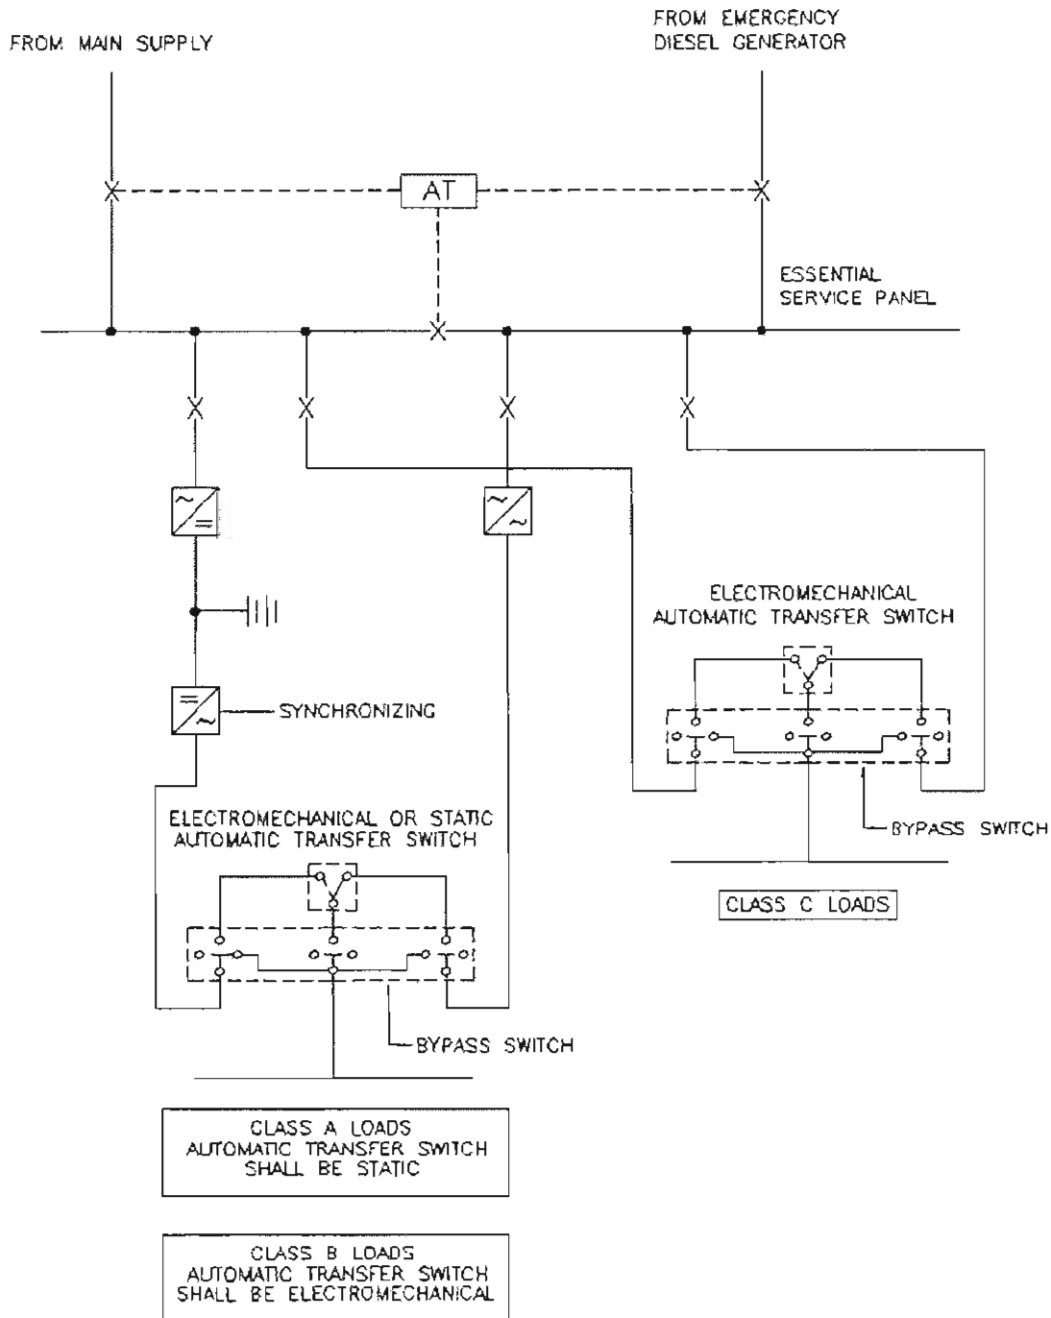 FROM MAIN SUPPLY
FROM EMERGENCY
DIESEL GENERATOR
AT
ESSENTIAL
SERVICE PANEL
ELECTROMECHANICAL
AUTOMATIC TRANSFER SWITCH
SYNCHRONIZING
ELECTROMECHANICAL OR STATIC
AUTOMATIC TRANSFER SWITCH
BYPASS SWITCH
CLASS C LOADS
BYPASS SWITCH
CLASS A LOADS
AUTOMATIC TRANSFER SWITCH
SHALL BE STATIC
CLASS B LOADS
AUTOMATIC TRANSFER SWITCH
SHALL BE ELECTROMECHANICAL